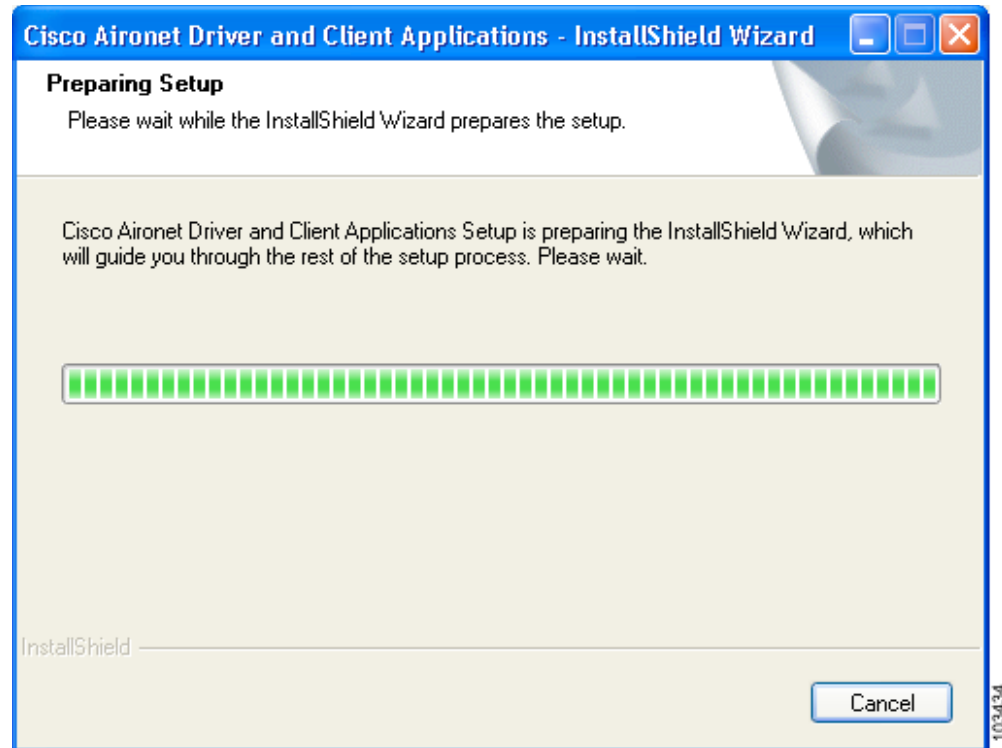 Cisco Aironet Driver and Client Applications - InstallShield Wizard
Preparing Setup
Please wait while the InstallShield Wizard prepares the setup.
Cisco Aironet Driver and Client Applications Setup is preparing the InstallShield Wizard, which
will guide you through the rest of the setup process. Please wait.
InstallShield
Cancel
103434